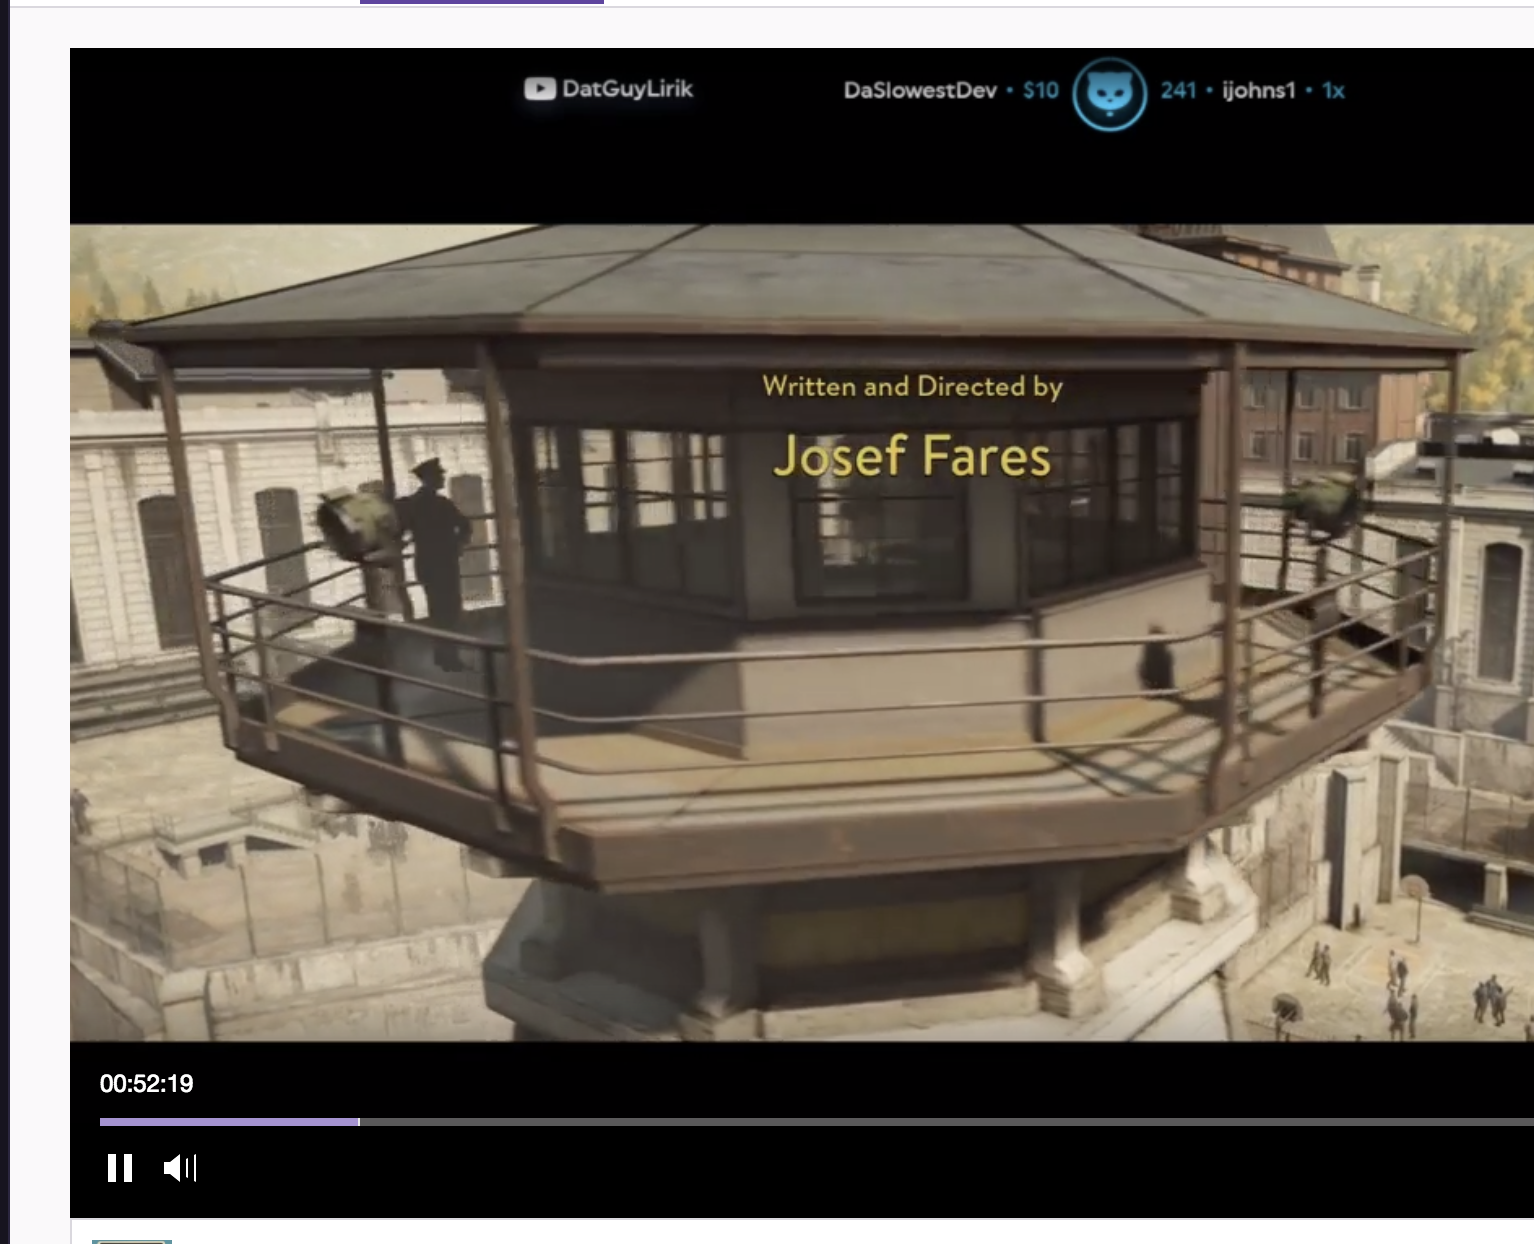 DatGuyLirik
DaSlowestDev • $10 241 • ijohns1 • 1x
Written and Directed by
Josef Fares
00:52:19